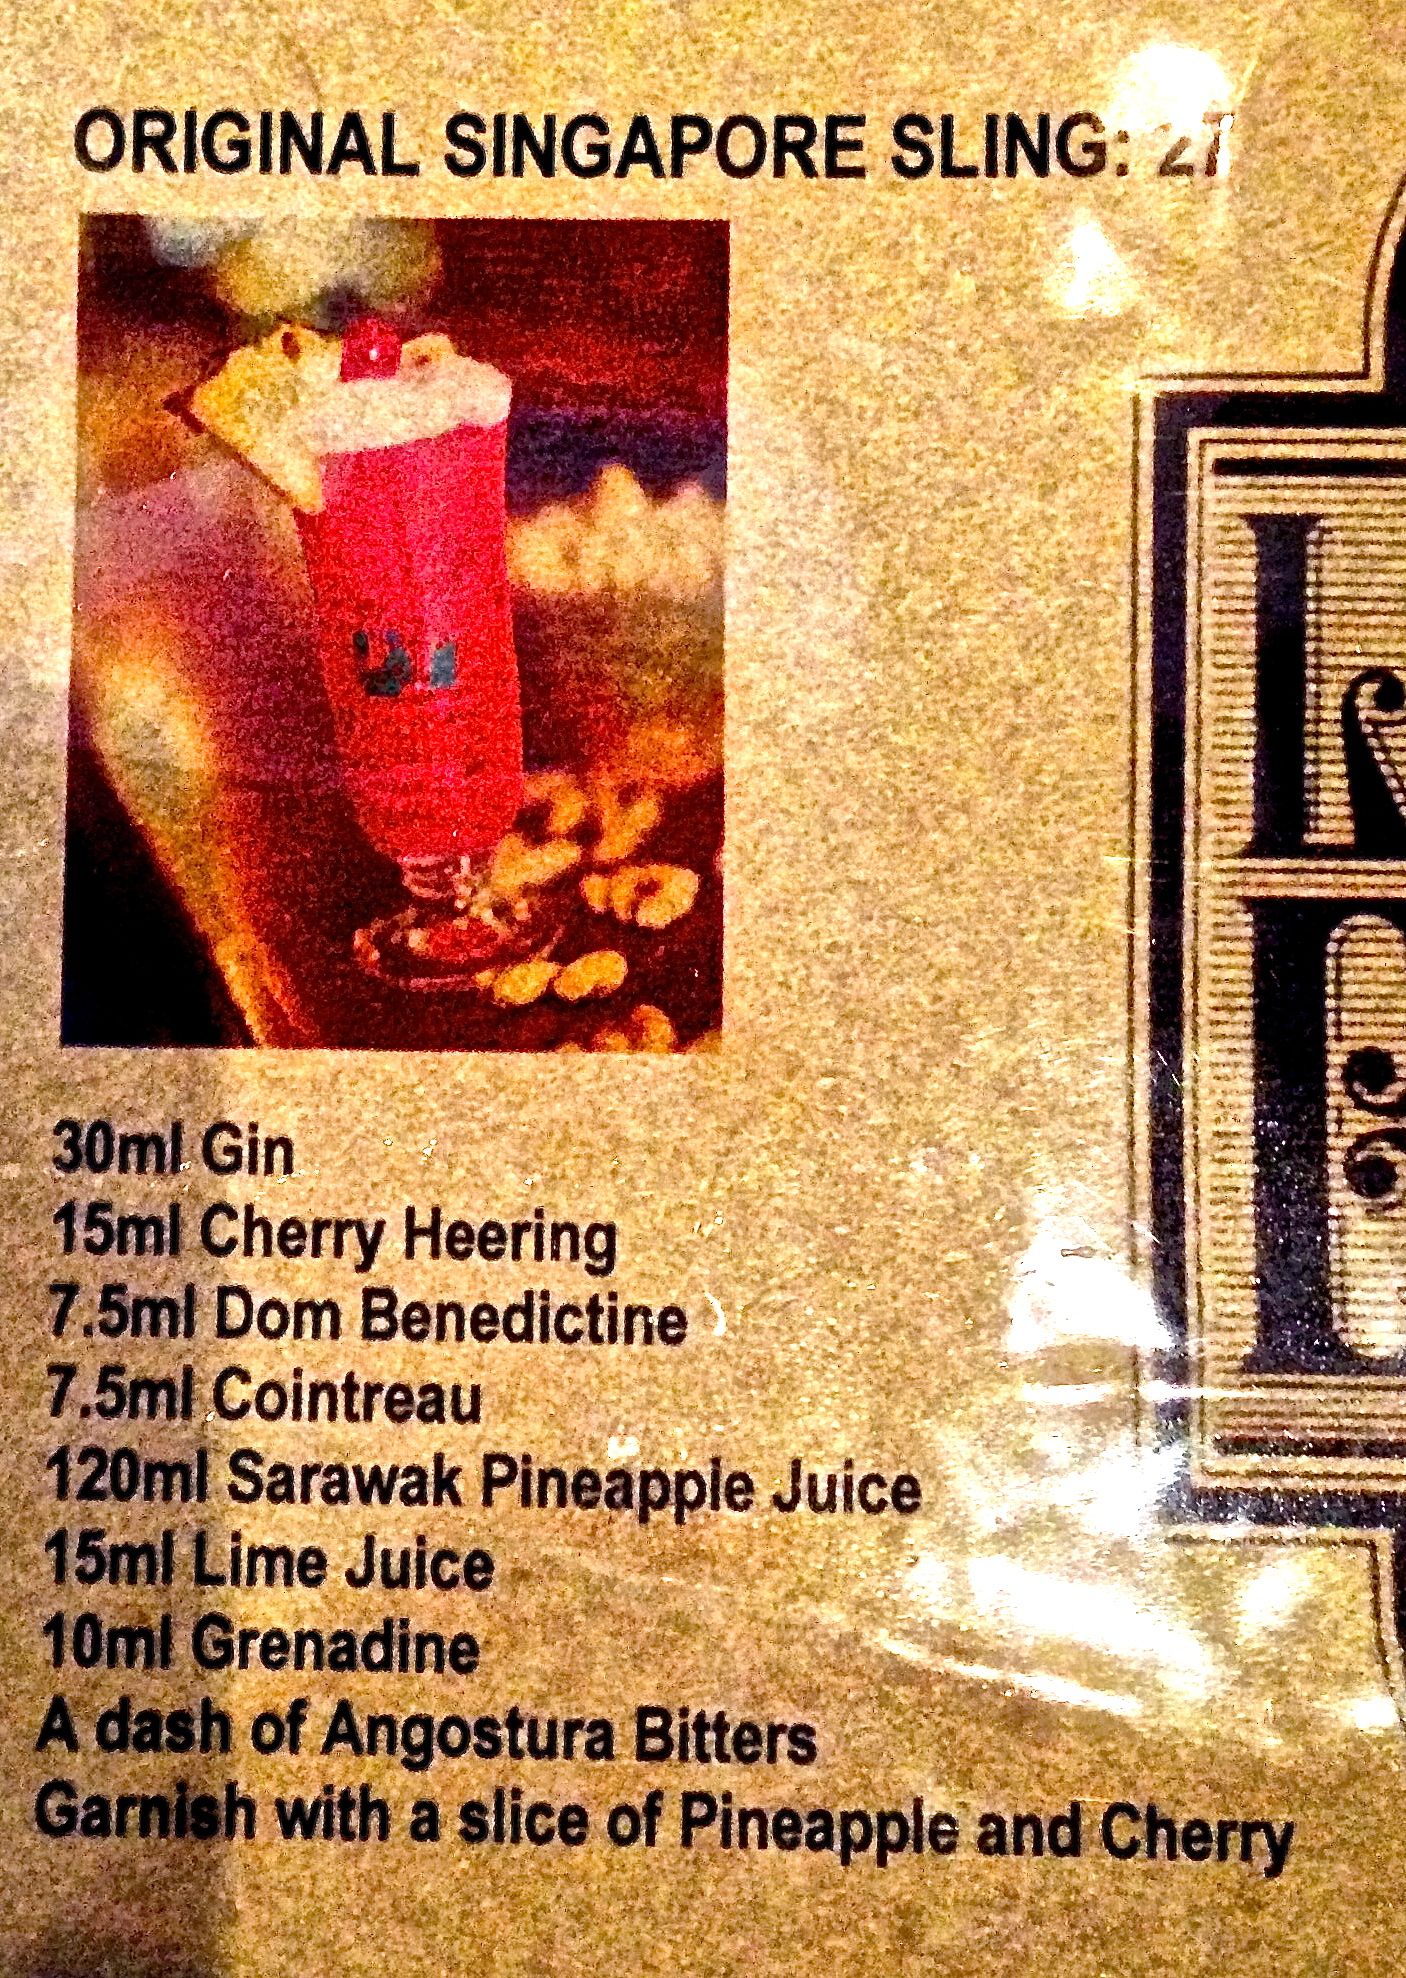 ORIGINAL SINGAPORE SLING: 27
30ml Gin
15ml Cherry Heering
7.5ml Dom Benedictine
7.5ml Cointreau
120ml Sarawak Pineapple Juice
15ml Lime Juice
10ml Grenadine
A dash of Angostura Bitters
Garnish with a slice of Pineapple and Cherry